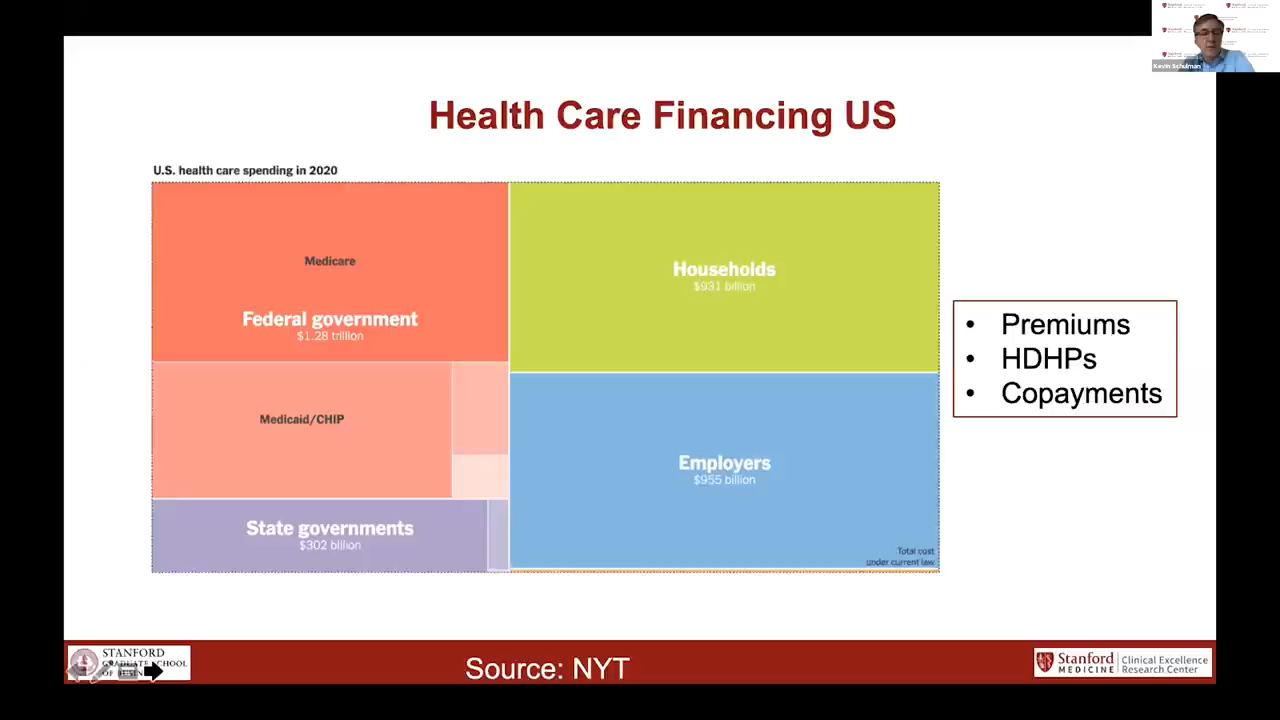 Kevin Schulman
Health Care Financing US
U.S. health care spending in 2020
Medicare
Federal government
$1.28 trillion
Medicaid/CHIP
State governments
$302 billion
Households
$931 billion
Employers
$955 billion
Total cost
under current law
• Premiums
• HDHPs
• Copayments
STANFORD
GRADUATE SCHOOL
Source: NYT
Stanford
MEDICINE
Clinical Excellence
Research Center